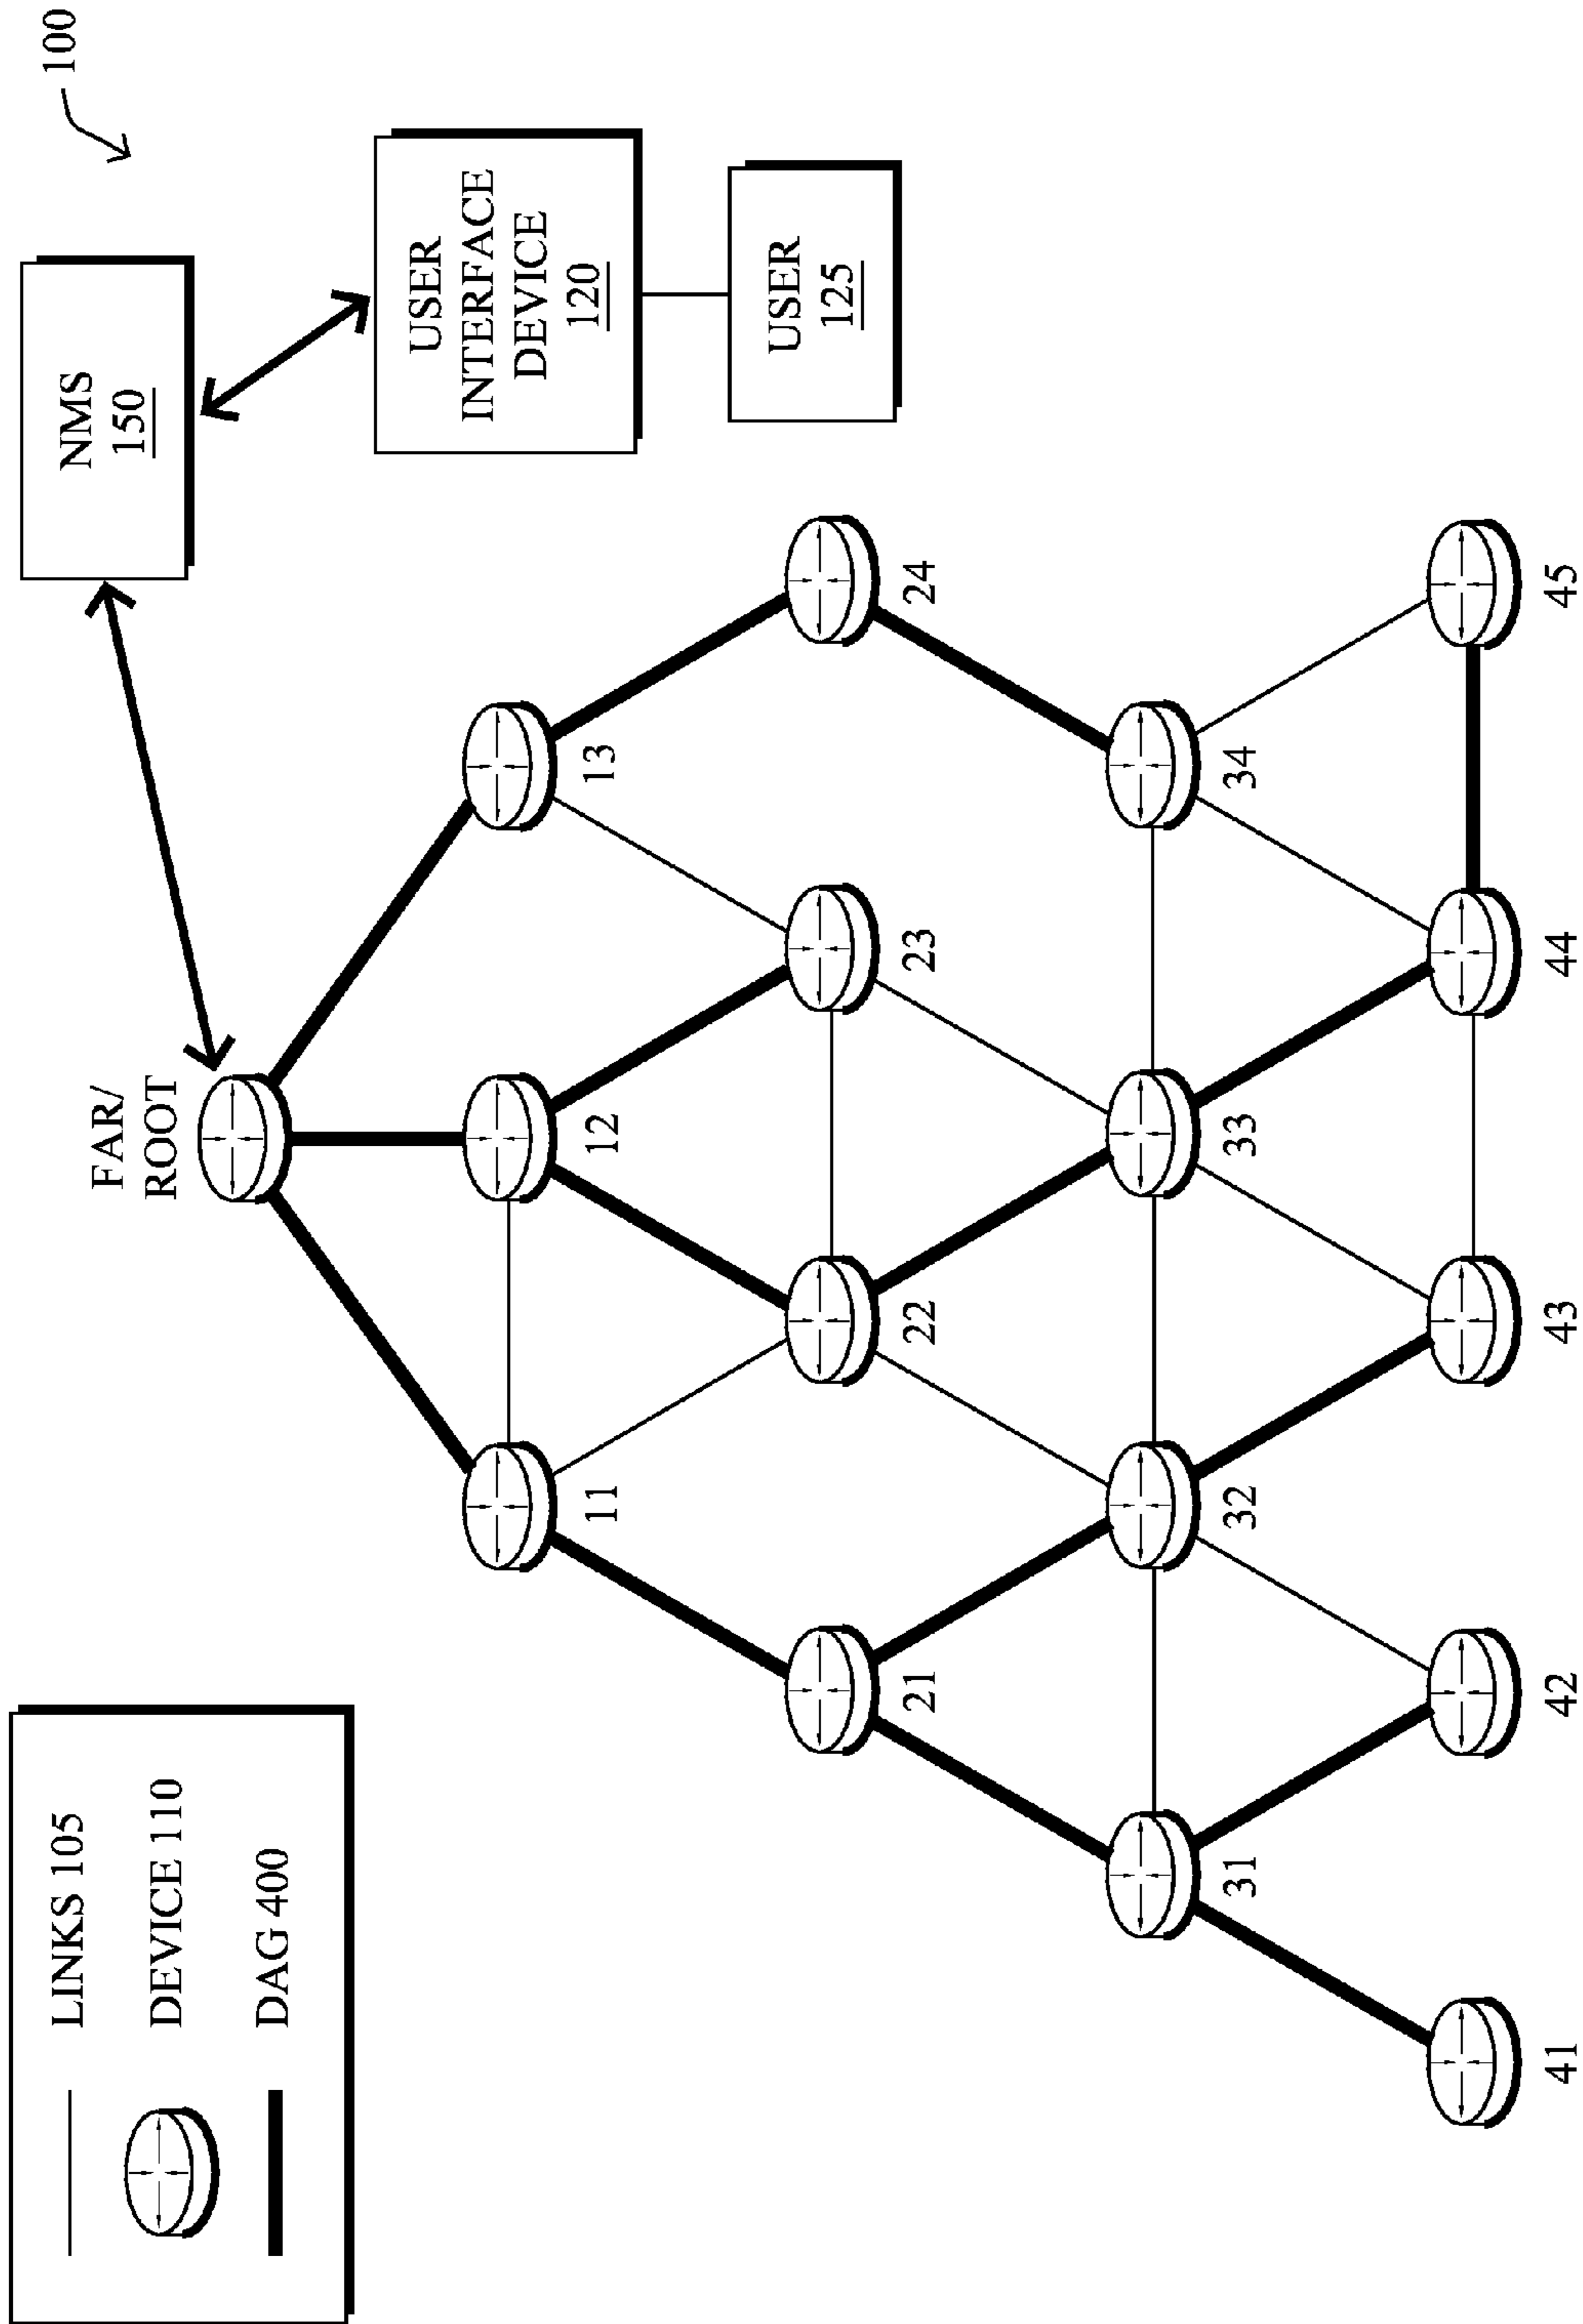 100
LINKS 105
DEVICE 110
DAG 400
NMS
150
FAR/
ROOT
USER
INTERFACE
DEVICE
120
USER
125
11
12
13
21
22
23
24
31
32
33
34
41
42
43
44
45